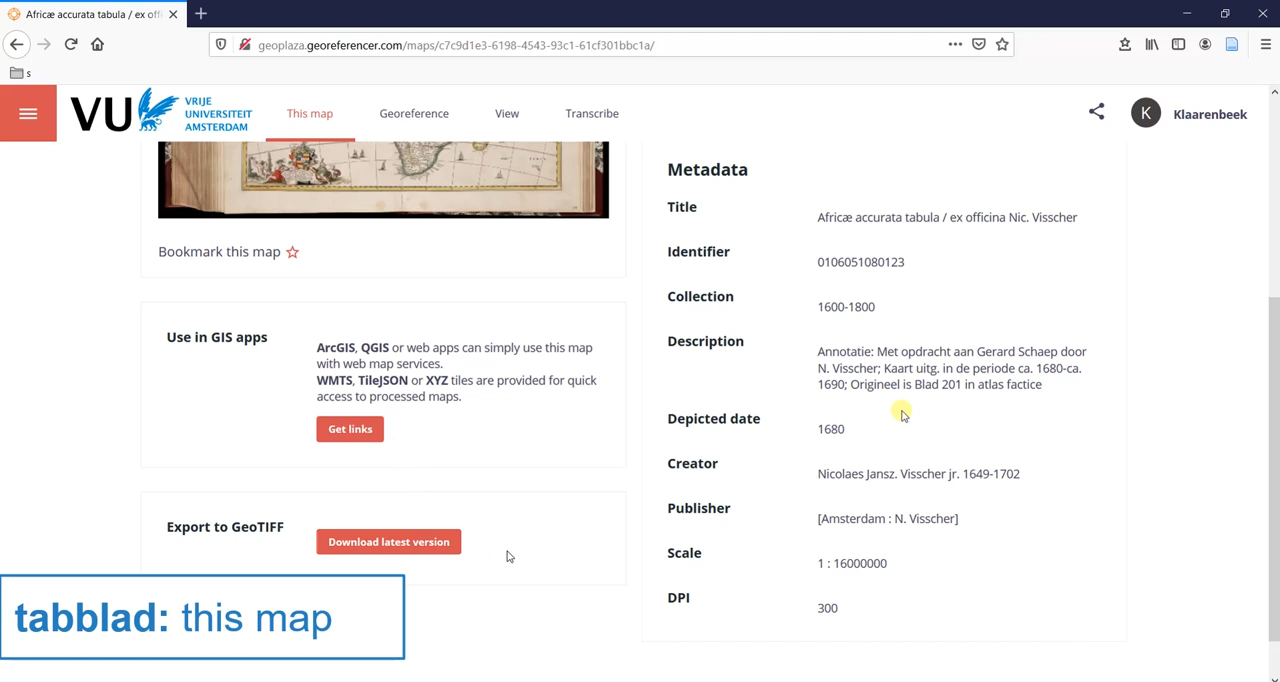 Africæ accurata tabula / ex offi
geoplaza.georeferencer.com/maps/c7c9d1e3-6198-4543-93c1-61cf301bbc1a/
s
VU VRIJE
UNIVERSITEIT
AMSTERDAM
This map
Georeference
View
Transcribe
K
Klaarenbeek
Bookmark this map
Use in GIS apps
ArcGIS, QGIS or web apps can simply use this map
with web map services.
WMTS, TileJSON or XYZ tiles are provided for quick
access to processed maps.
Get links
Export to GeoTIFF
Download latest version
Metadata
Title
Africæ accurata tabula / ex officina Nic. Visscher
Identifier
0106051080123
Collection
1600-1800
Description
Annotatie: Met opdracht aan Gerard Schaep door
N. Visscher; Kaart uitg. in de periode ca. 1680-ca.
1690; Origineel is Blad 201 in atlas factice
Depicted date
1680
Creator
Nicolaes Jansz. Visscher jr. 1649-1702
Publisher
[Amsterdam : N. Visscher]
Scale
1 : 16000000
DPI
300
tabblad: this map